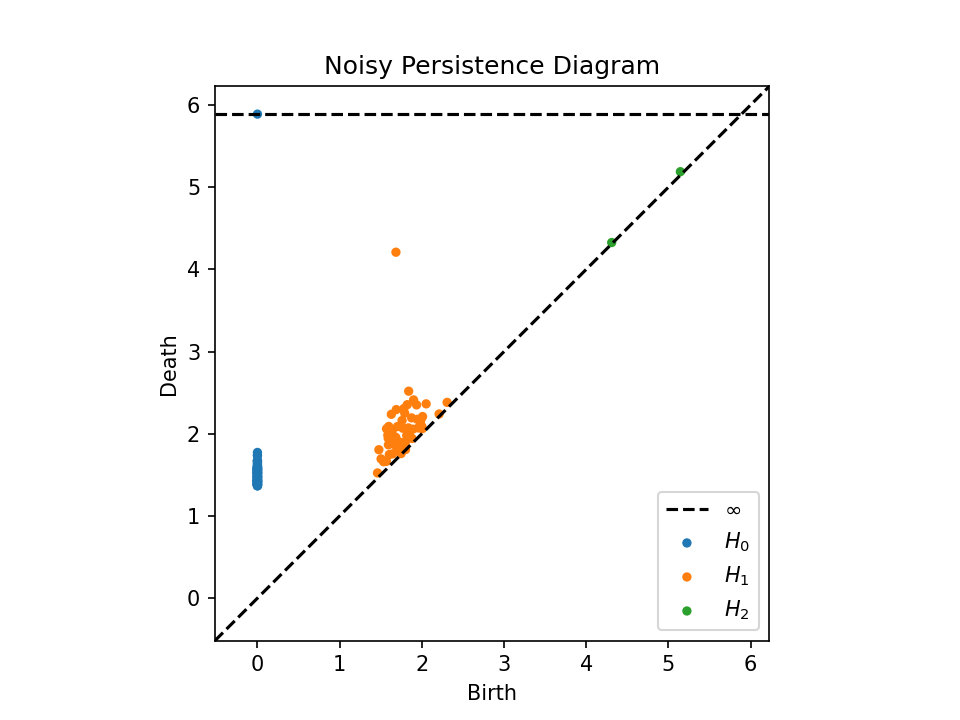 Noisy Persistence Diagram
6
5
4
3
2
1
0
Death
0 1 2 3 4 5 6
Birth
∞
H₀
H₁
H₂